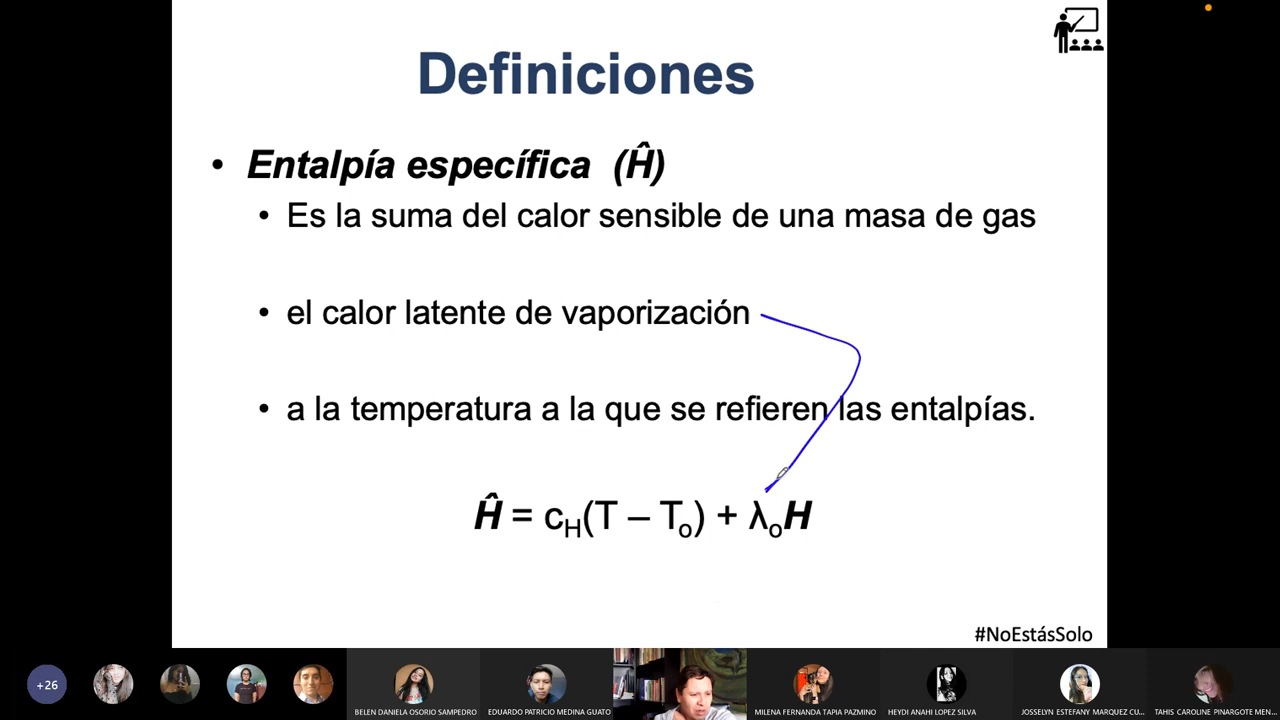 Definiciones
• Entalpía específica (Ĥ)
• Es la suma del calor sensible de una masa de gas
• el calor latente de vaporización
• a la temperatura a la que se refieren las entalpías.
Ĥ = cH(T – To) + λoH
#NoEstásSolo
+26
BELEN DANIELA OSORIO SAMPEDRO
EDUARDO PATRICIO MEDINA GUATO
MILENA FERNANDA TAPIA PAZMINO
HEYDI ANAHI LOPEZ SILVA
JOSSELYN ESTEFANY MARQUEZ CU...
TAHIS CAROLINE PINARGOTE MEN...